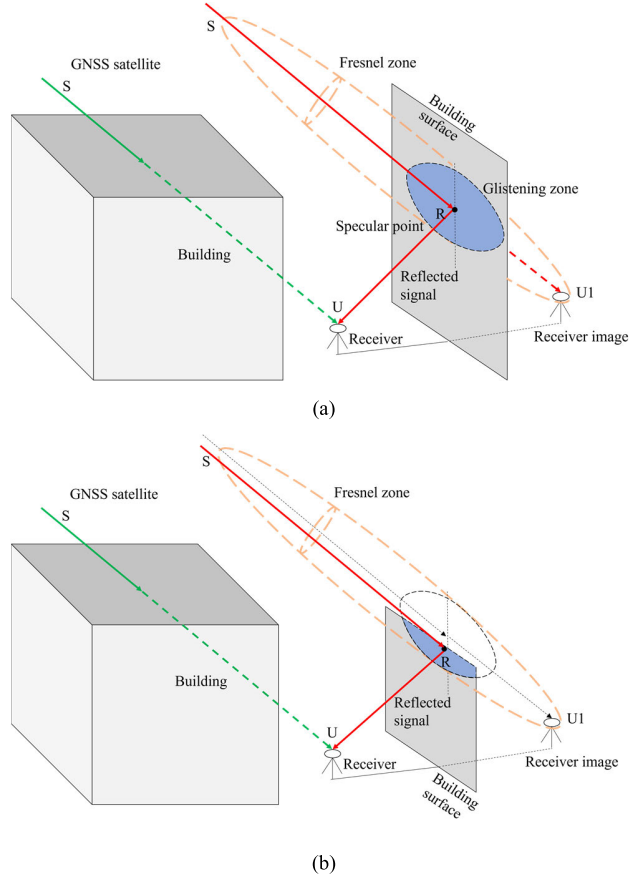 S
GNSS satellite
Fresnel zone
S
Building
surface
Glistening zone
R
Specular point
Building
Reflected
signal
U
U1
Receiver
Receiver image
(a)
S
GNSS satellite
Fresnel zone
S
R
Building
Reflected
signal
U
U1
Receiver
Receiver image
Building
surface
(b)